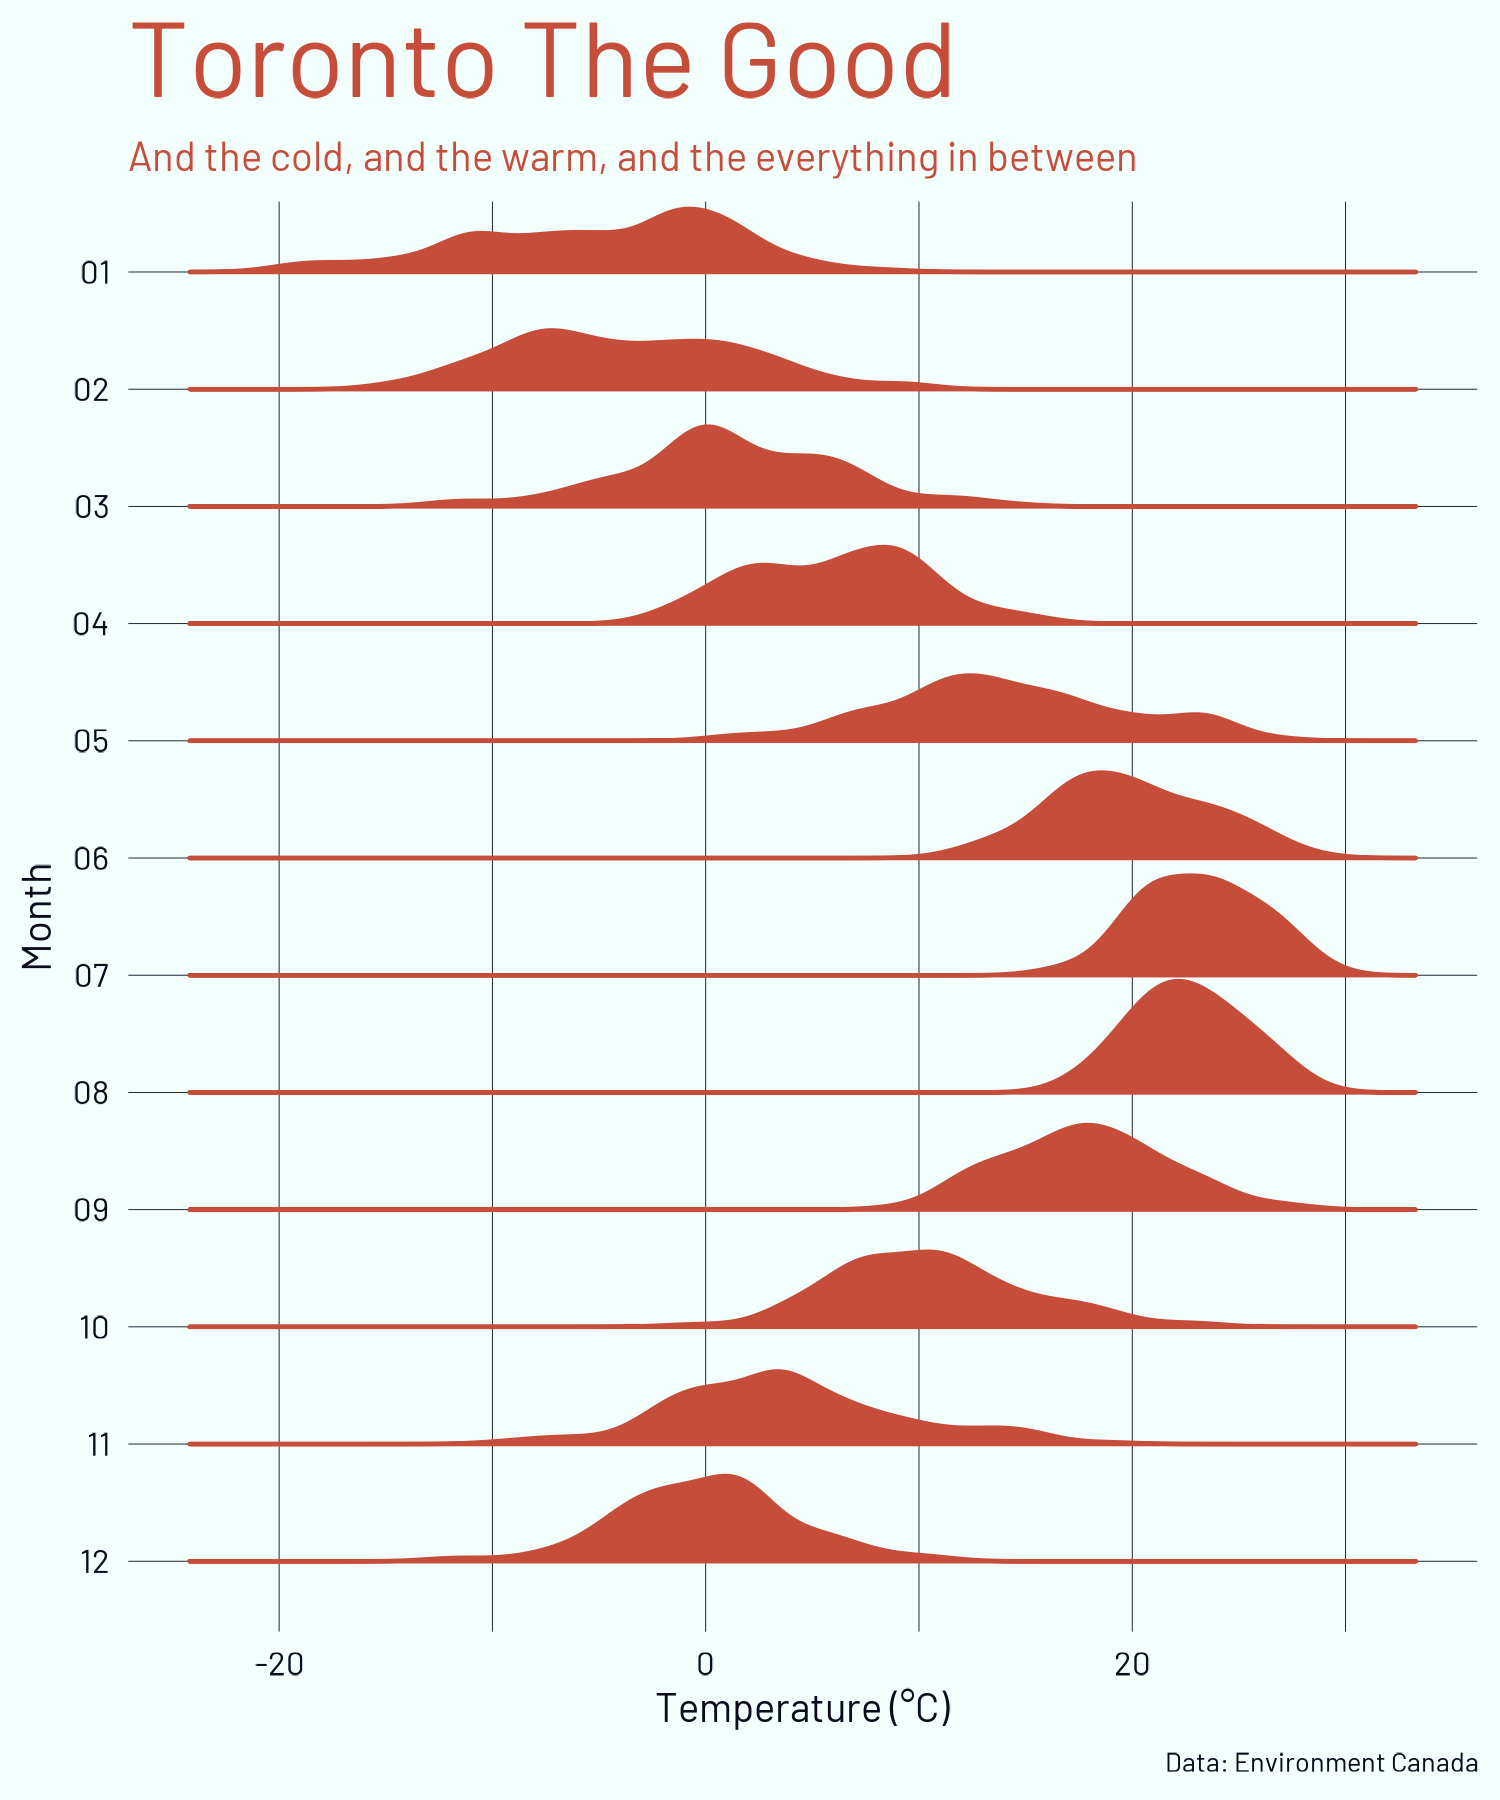 Toronto The Good
And the cold, and the warm, and the everything in between
01
02
03
04
05
06
07
08
09
10
11
12
Month
-20 0 20
Temperature (°C)
Data: Environment Canada